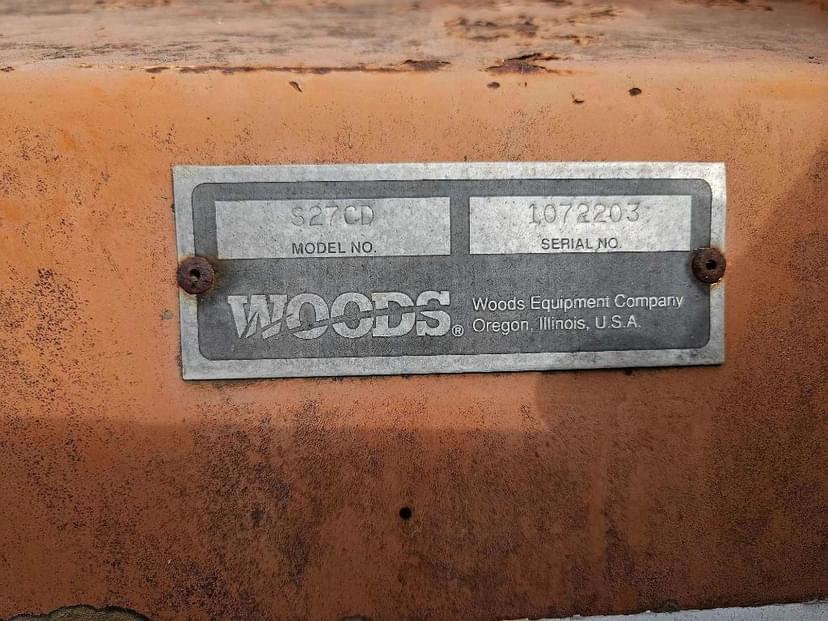 S27CD 1072203
MODEL NO. SERIAL NO.
WOODS® Woods Equipment Company
Oregon, Illinois, U.S.A.